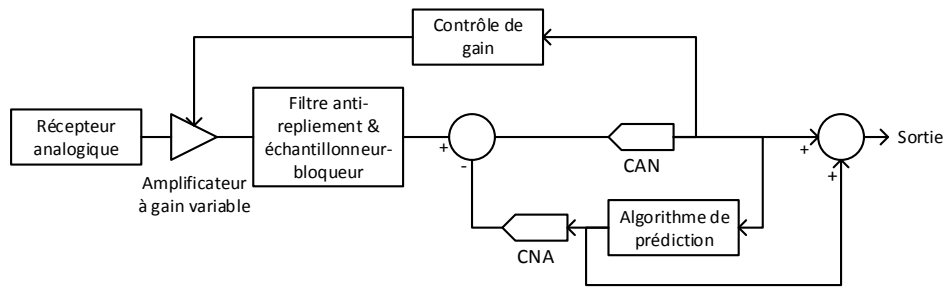 Contrôle de
gain
Récepteur
analogique
Amplificateur
à gain variable
Filtre anti-
repliement &
échantillonneur-
bloqueur
+
-
CAN
CNA
Algorithme de
prédiction
+
+
Sortie